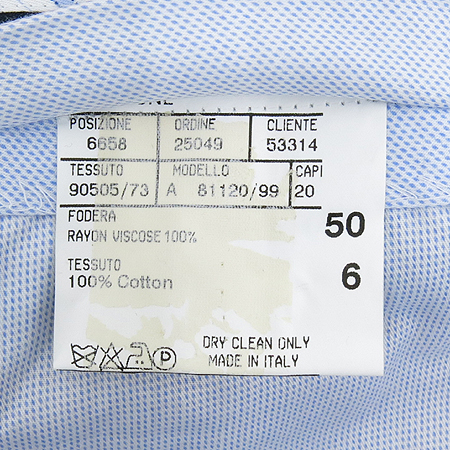 POSIZIONE ORDINE CLIENTE
6658 25049 53314
TESSUTO MODELLO CAPI
90505/73 A 81120/99 20
FODERA
RAYON VISCOSE 100%
50
TESSUTO
100% Cotton
6
DRY CLEAN ONLY
MADE IN ITALY
P